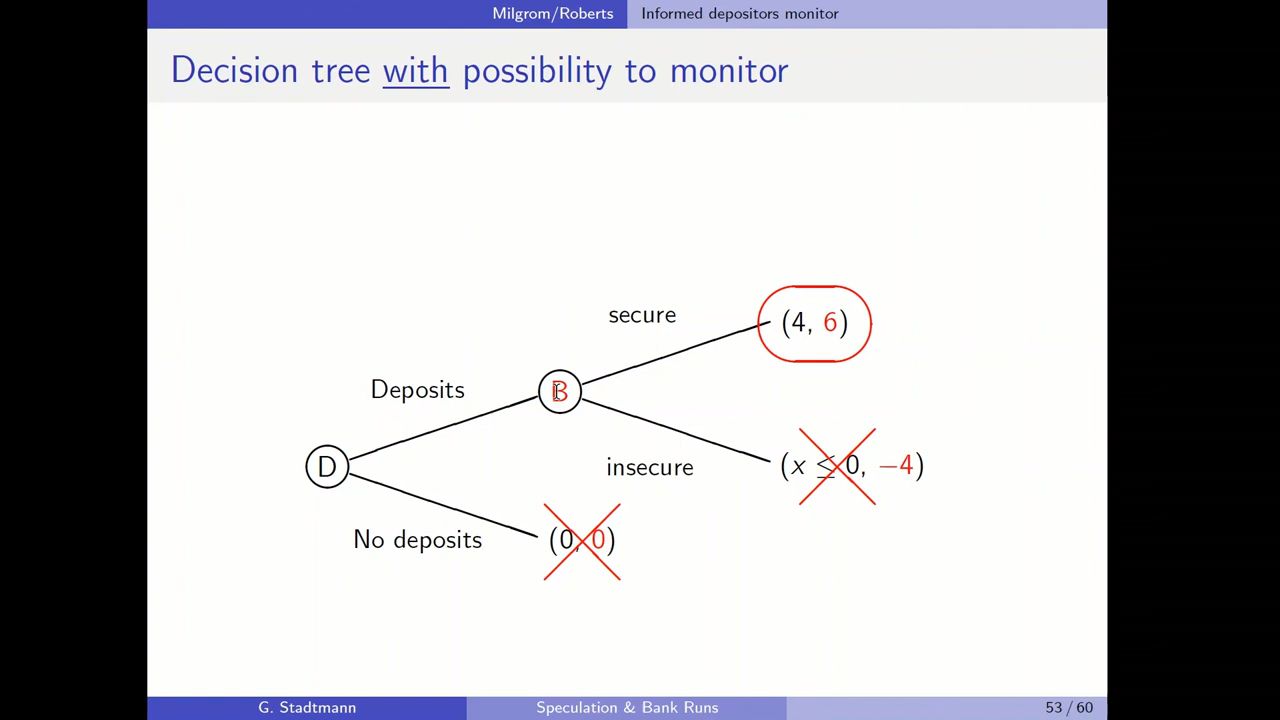 Milgrom/Roberts Informed depositors monitor
Decision tree with possibility to monitor
secure
(4, 6)
Deposits
B
D
insecure
(x ≤ 0, −4)
No deposits
(0, 0)
G. Stadtmann Speculation & Bank Runs 53 / 60